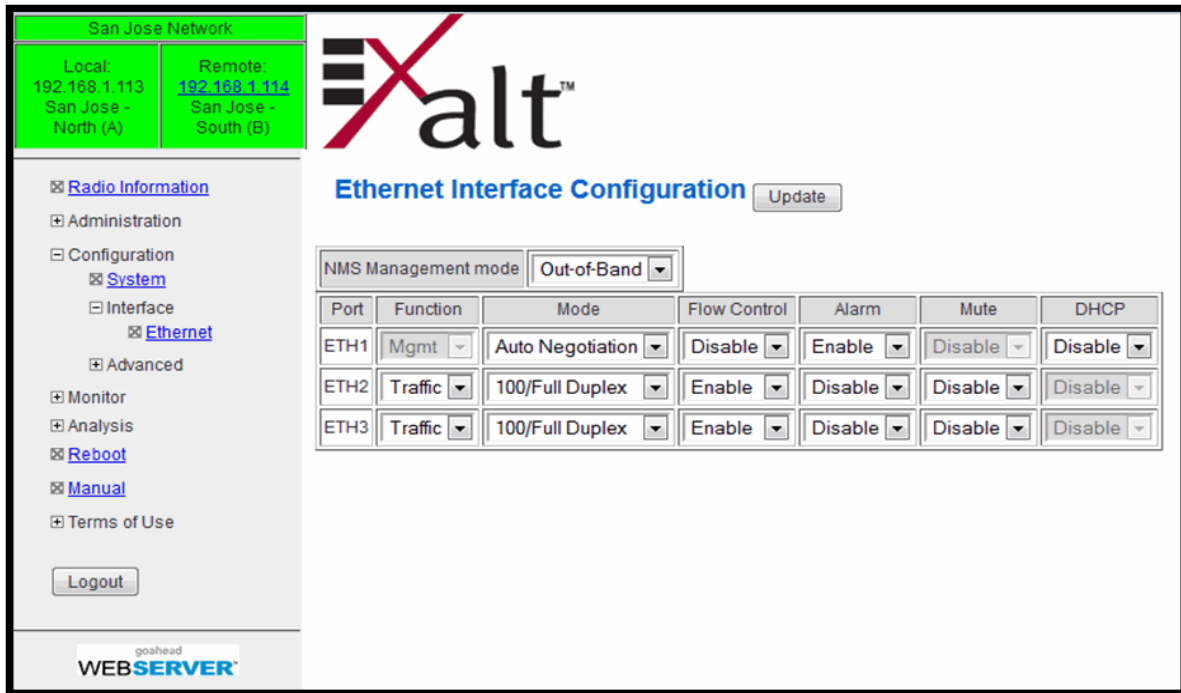 San Jose Network
Local:
192.168.1.113
San Jose -
North (A)
Remote:
192.168.1.114
San Jose -
South (B)
EXalt™
Radio Information
Administration
Configuration
System
Interface
Ethernet
Advanced
Monitor
Analysis
Reboot
Manual
Terms of Use
Logout
goahead
WEBSERVER
Ethernet Interface Configuration Update
NMS Management mode Out-of-Band
Port Function Mode Flow Control Alarm Mute DHCP
ETH1 Mgmt Auto Negotiation Disable Enable Disable Disable
ETH2 Traffic 100/Full Duplex Enable Disable Disable Disable
ETH3 Traffic 100/Full Duplex Enable Disable Disable Disable